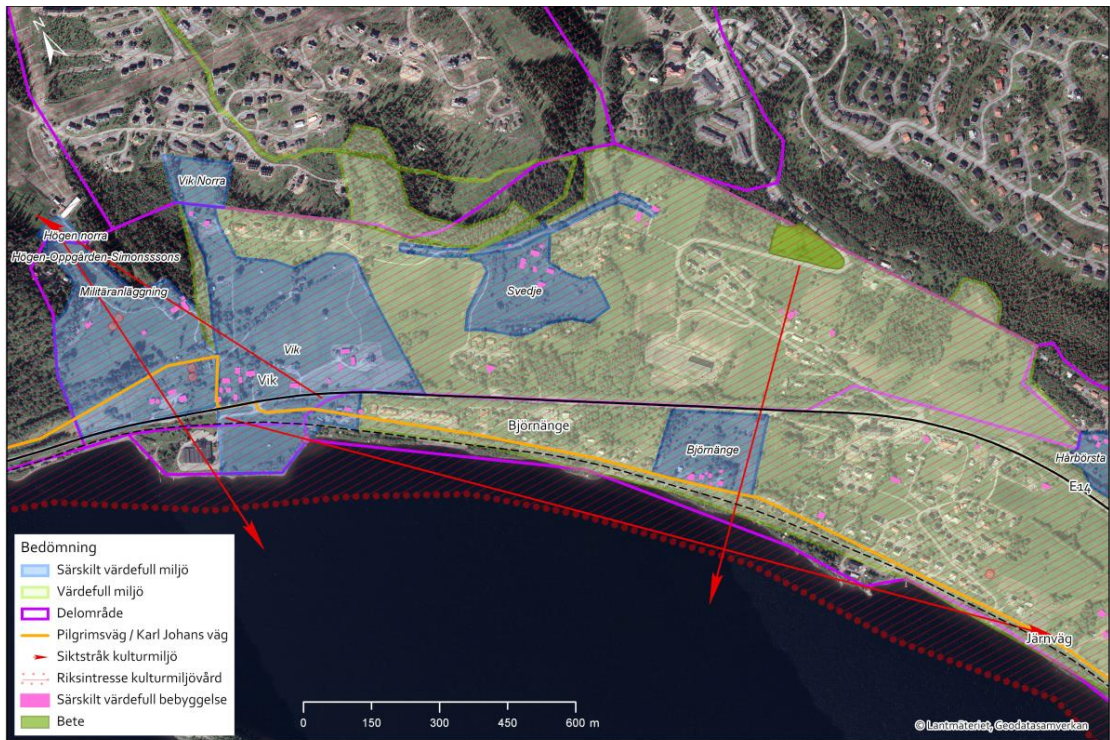 N
Vik Norra
Högen norra
Högen-Oppgården-Simonsssons
Militäranläggning
Svedje
Vik
Vik
Björnänge
Björnänge
Hårbörsta
E14
Järnväg
Bedömning
Särskilt värdefull miljö
Värdefull miljö
Delområde
Pilgrimsväg / Karl Johans väg
Siktstråk kulturmiljö
Riksintresse kulturmiljövård
Särskilt värdefull bebyggelse
Bete
0 150 300 450 600 m
© Lantmäteriet, Geodatasamverkan